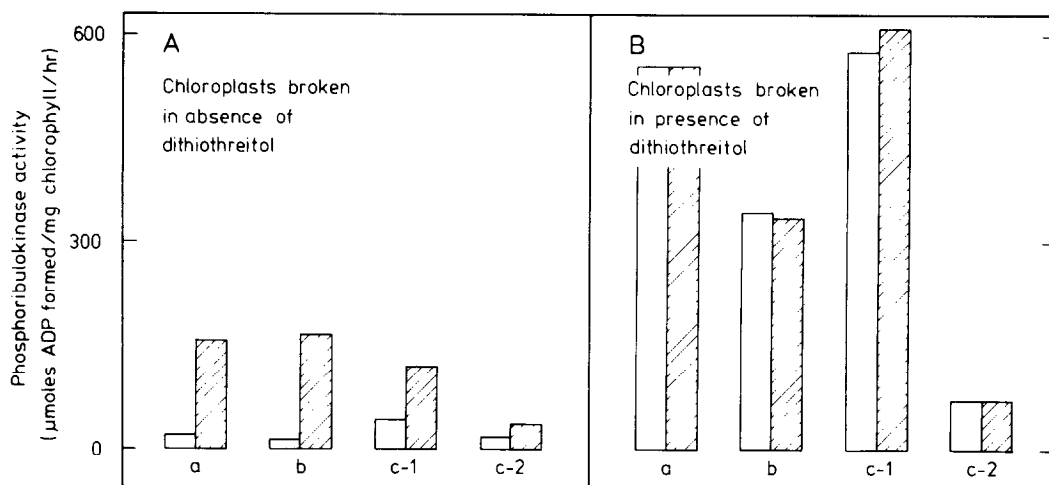 Phosphoribulokinase activity
(μmoles ADP formed/mg chlorophyll/hr)
600
300
0
A
Chloroplasts broken
in absence of
dithiothreitol
a b c-1 c-2
B
Chloroplasts broken
in presence of
dithiothreitol
a b c-1 c-2